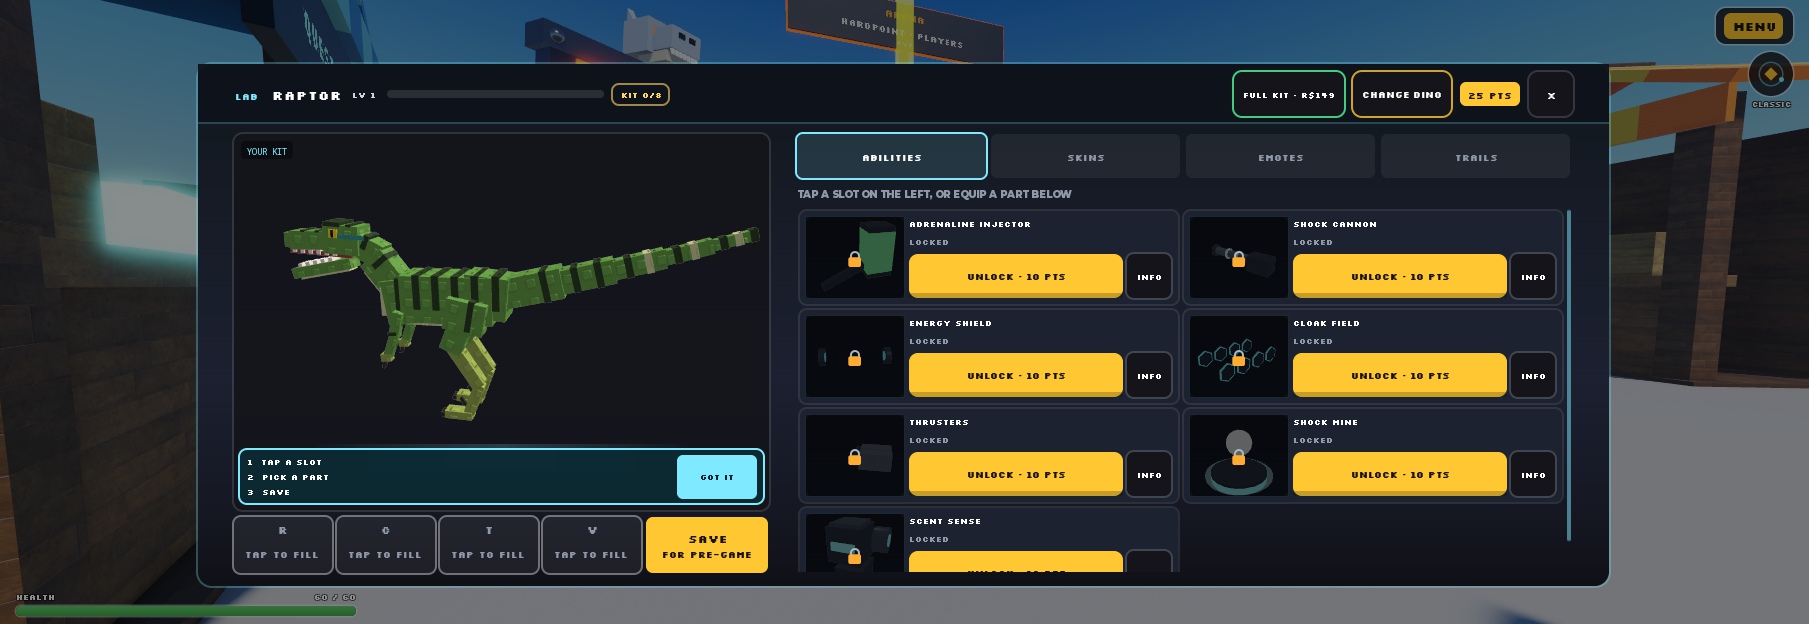 HARDPOINT PLAYERS
MENU
CLASSIC
LAB RAPTOR LV 1 KIT 0/8
FULL KIT - R$149
CHANGE DINO
25 PTS
X
YOUR KIT
ABILITIES
SKINS
EMOTES
TRAILS
TAP A SLOT ON THE LEFT, OR EQUIP A PART BELOW
ADRENALINE INJECTOR
LOCKED
UNLOCK - 10 PTS
INFO
SHOCK CANNON
LOCKED
UNLOCK - 10 PTS
INFO
ENERGY SHIELD
LOCKED
UNLOCK - 10 PTS
INFO
CLOAK FIELD
LOCKED
UNLOCK - 10 PTS
INFO
THRUSTERS
LOCKED
UNLOCK - 10 PTS
INFO
SHOCK MINE
LOCKED
UNLOCK - 10 PTS
INFO
SCENT SENSE
LOCKED
1 TAP A SLOT
2 PICK A PART
3 SAVE
GOT IT
R
TAP TO FILL
G
TAP TO FILL
T
TAP TO FILL
V
TAP TO FILL
SAVE
FOR PRE-GAME
HEALTH
60 / 60